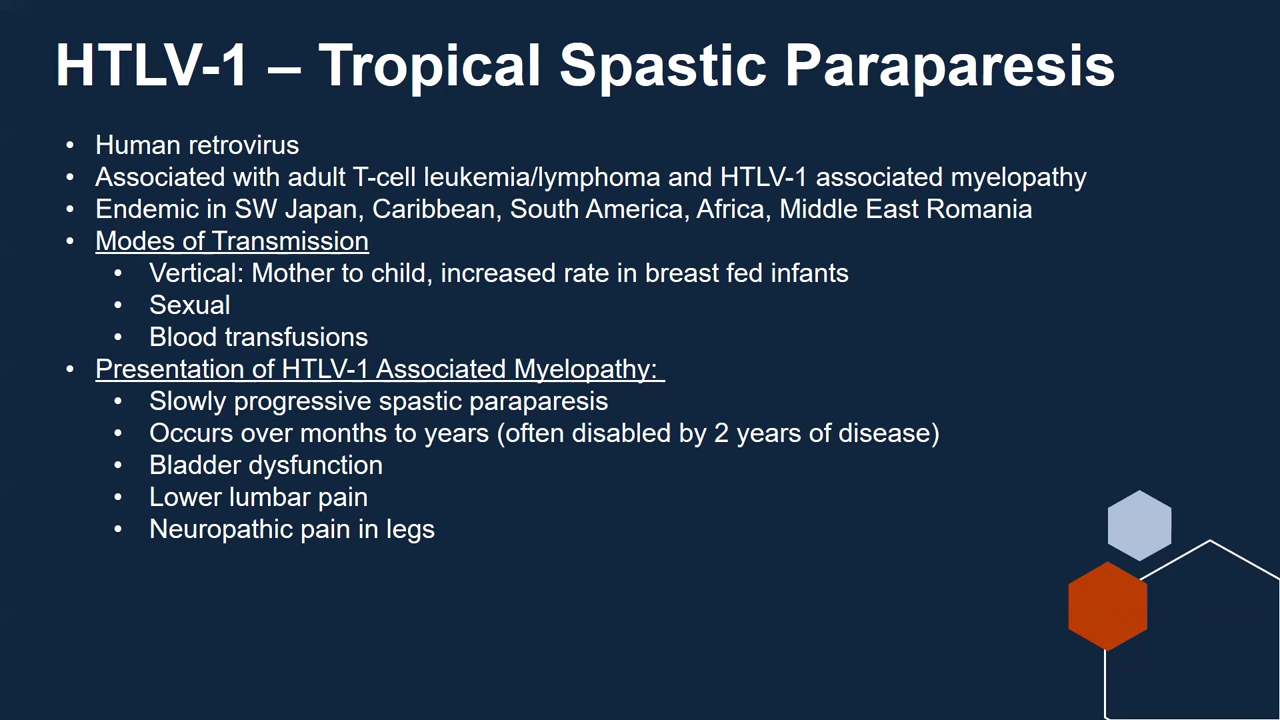 HTLV-1 – Tropical Spastic Paraparesis
• Human retrovirus
• Associated with adult T-cell leukemia/lymphoma and HTLV-1 associated myelopathy
• Endemic in SW Japan, Caribbean, South America, Africa, Middle East Romania
• Modes of Transmission
• Vertical: Mother to child, increased rate in breast fed infants
• Sexual
• Blood transfusions
• Presentation of HTLV-1 Associated Myelopathy:
• Slowly progressive spastic paraparesis
• Occurs over months to years (often disabled by 2 years of disease)
• Bladder dysfunction
• Lower lumbar pain
• Neuropathic pain in legs